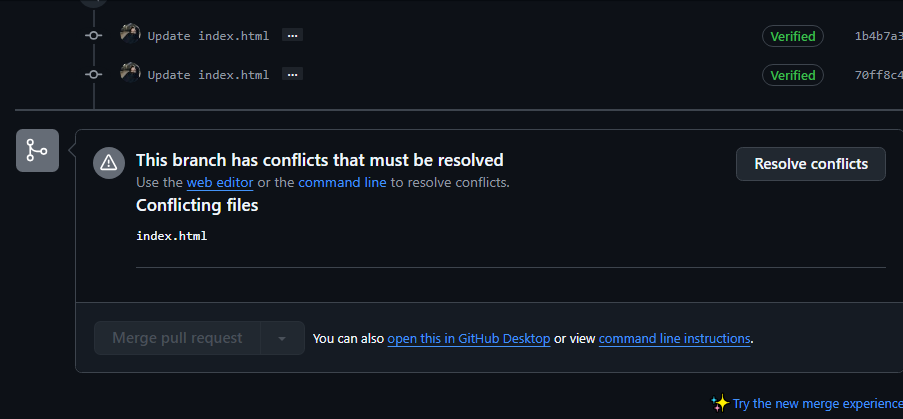 Update index.html ... Verified 1b4b7a3
Update index.html ... Verified 70ff8c4
This branch has conflicts that must be resolved
Resolve conflicts
Use the web editor or the command line to resolve conflicts.
Conflicting files
index.html
Merge pull request
You can also open this in GitHub Desktop or view command line instructions.
Try the new merge experience